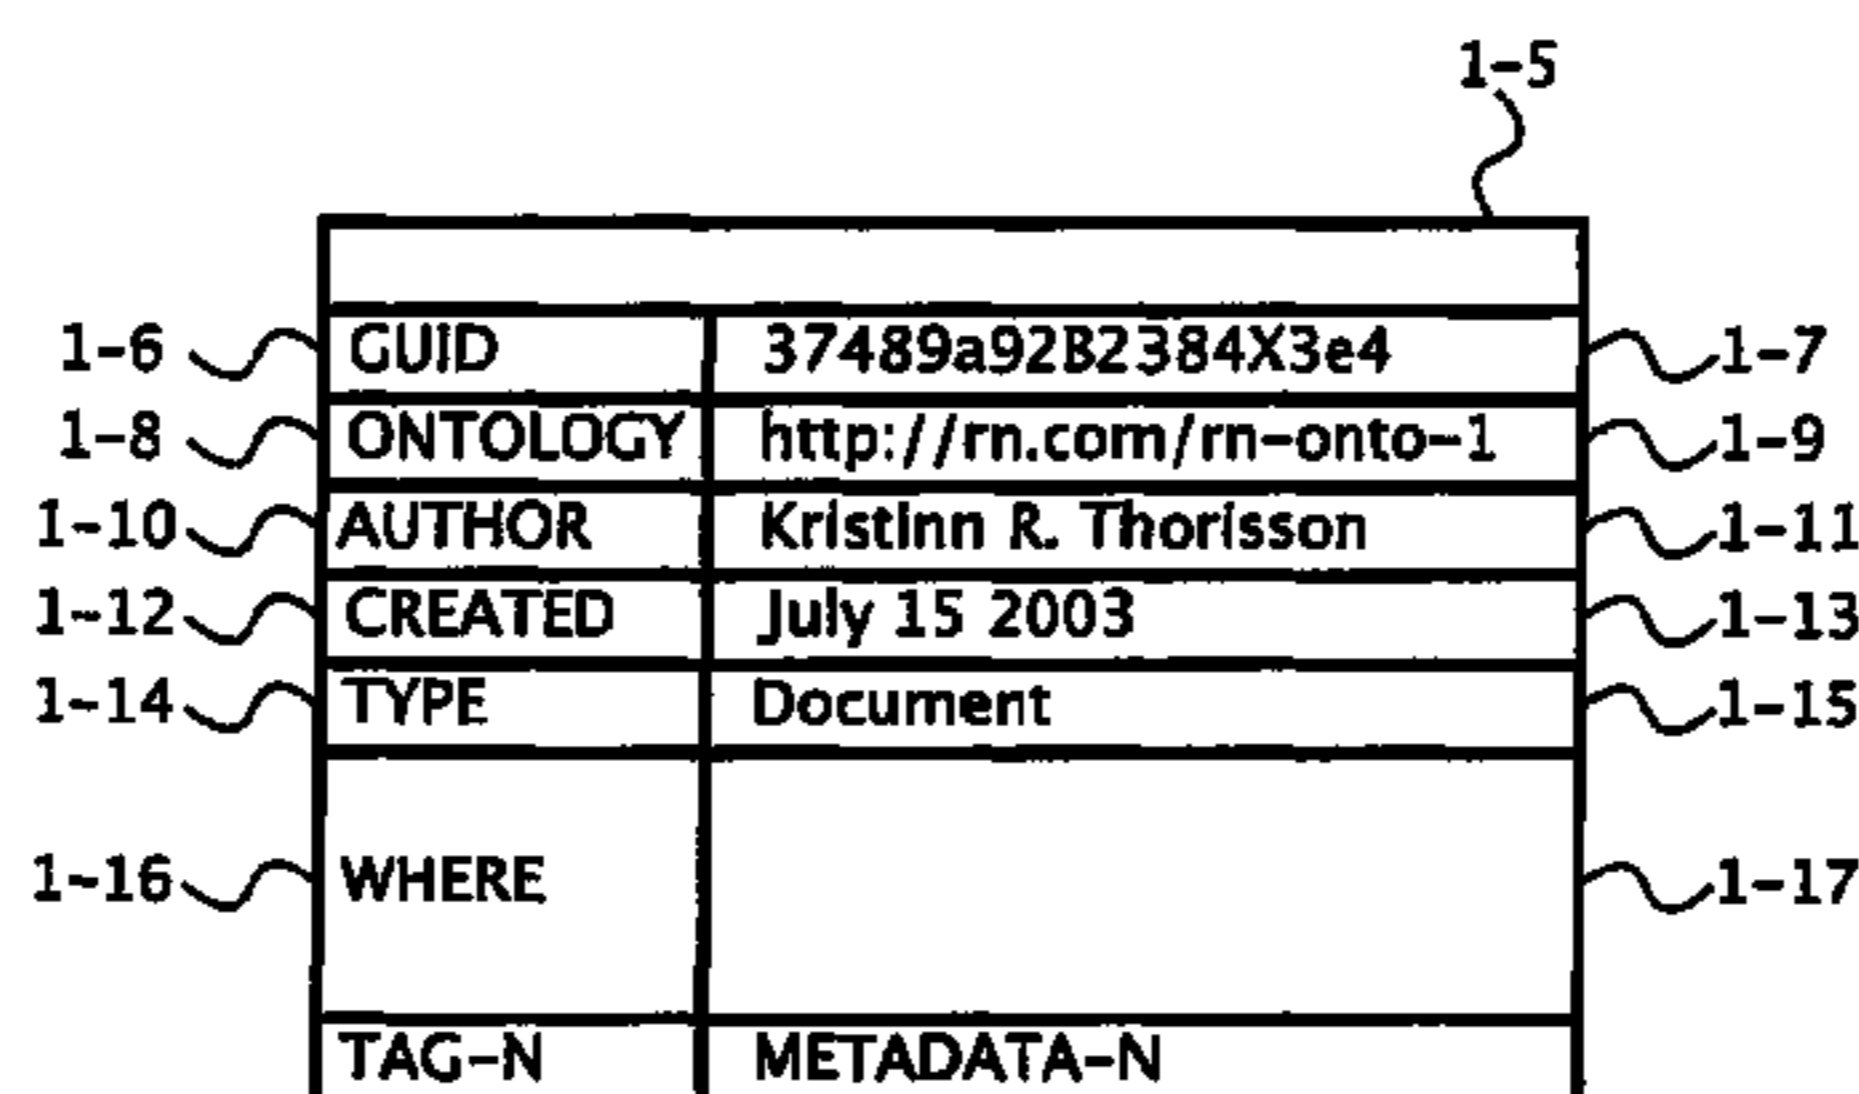 1-5
1-6 GUID 37489a92B2384X3e4 1-7
1-8 ONTOLOGY http://rn.com/rn-onto-1 1-9
1-10 AUTHOR Kristinn R. Thorisson 1-11
1-12 CREATED July 15 2003 1-13
1-14 TYPE Document 1-15
1-16 WHERE 1-17
TAG-N METADATA-N